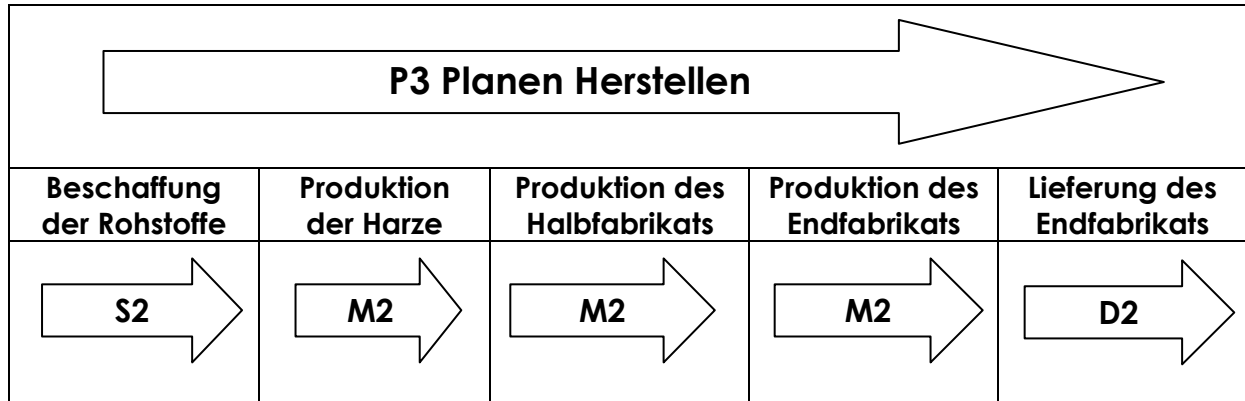 P3 Planen Herstellen
Beschaffung
der Rohstoffe
Produktion
der Harze
Produktion des
Halbfabrikats
Produktion des
Endfabrikats
Lieferung des
Endfabrikats
S2
M2
M2
M2
D2